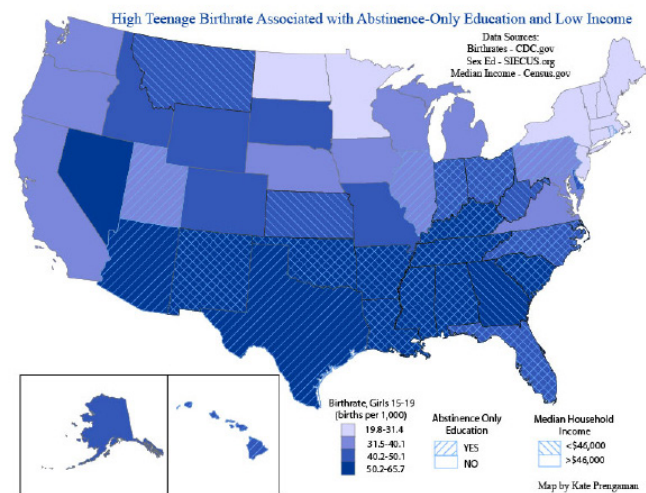 High Teenage Birthrate Associated with Abstinence-Only Education and Low Income
Data Sources:
Birthrates - CDC.gov
Sex Ed - SIECUS.org
Median Income - Census.gov
Birthrate, Girls 15-19
(births per 1,000)
19.8-31.4
31.5-40.1
40.2-50.1
50.2-65.7
Abstinence Only
Education
YES
NO
Median Household
Income
<$46,000
>$46,000
Map by Kate Prengaman